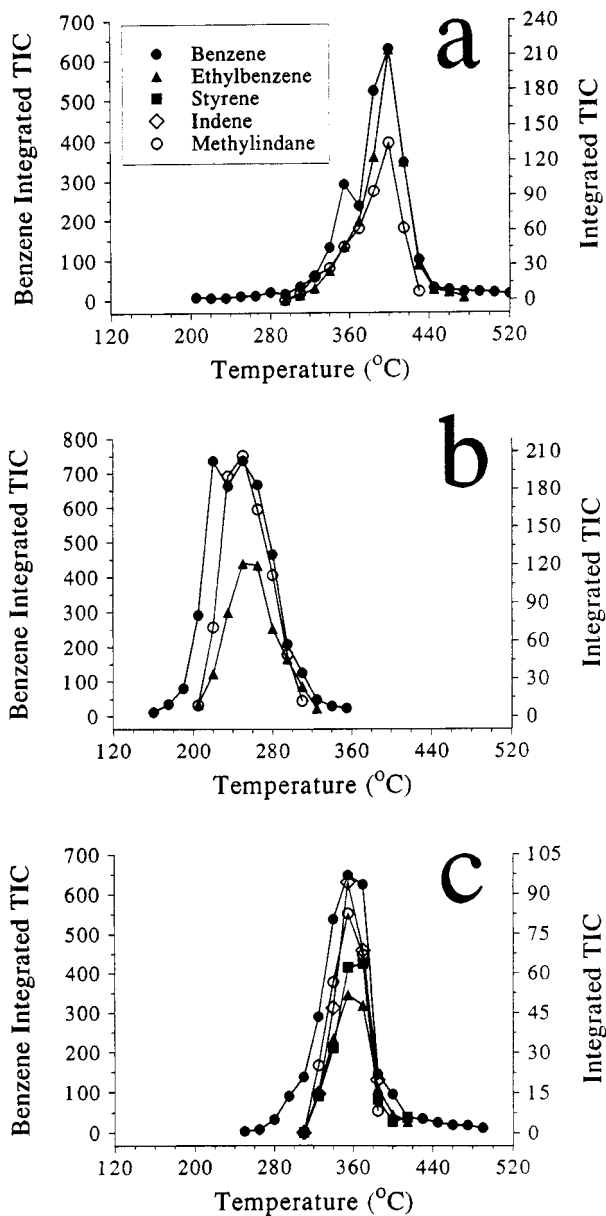 a
Benzene
Ethylbenzene
Styrene
Indene
Methylindane
Benzene Integrated TIC
700
600
500
400
300
200
100
0
Integrated TIC
240
210
180
150
120
90
60
30
0
120 200 280 360 440 520
Temperature (°C)
b
Benzene Integrated TIC
800
700
600
500
400
300
200
100
0
Integrated TIC
210
180
150
120
90
60
30
0
120 200 280 360 440 520
Temperature (°C)
c
Benzene Integrated TIC
700
600
500
400
300
200
100
0
Integrated TIC
105
90
75
60
45
30
15
0
120 200 280 360 440 520
Temperature (°C)